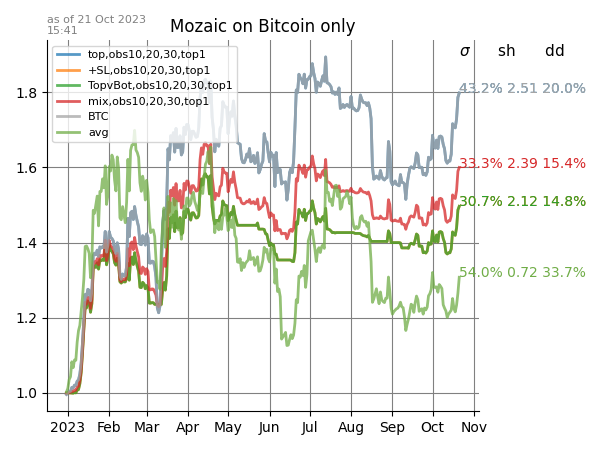 as of 21 Oct 2023
15:41
Mozaic on Bitcoin only
σ sh dd
top,obs10,20,30,top1
+SL,obs10,20,30,top1
TopvBot,obs10,20,30,top1
mix,obs10,20,30,top1
BTC
avg
43.2% 2.51 20.0%
33.3% 2.39 15.4%
30.7% 2.12 14.8%
54.0% 0.72 33.7%
1.8
1.6
1.4
1.2
1.0
2023 Feb Mar Apr May Jun Jul Aug Sep Oct Nov